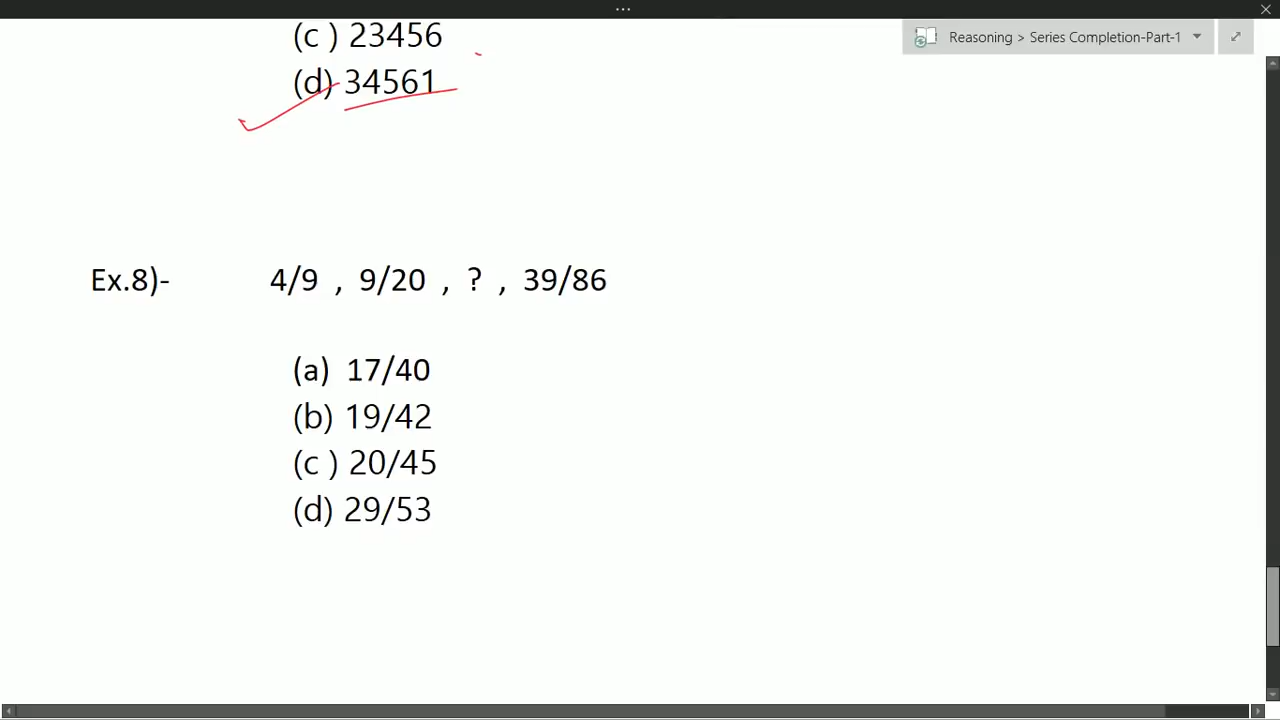 ...
(c ) 23456
Reasoning > Series Completion-Part-1
(d) 34561
Ex.8)- 4/9 , 9/20 , ? , 39/86
(a) 17/40
(b) 19/42
(c ) 20/45
(d) 29/53